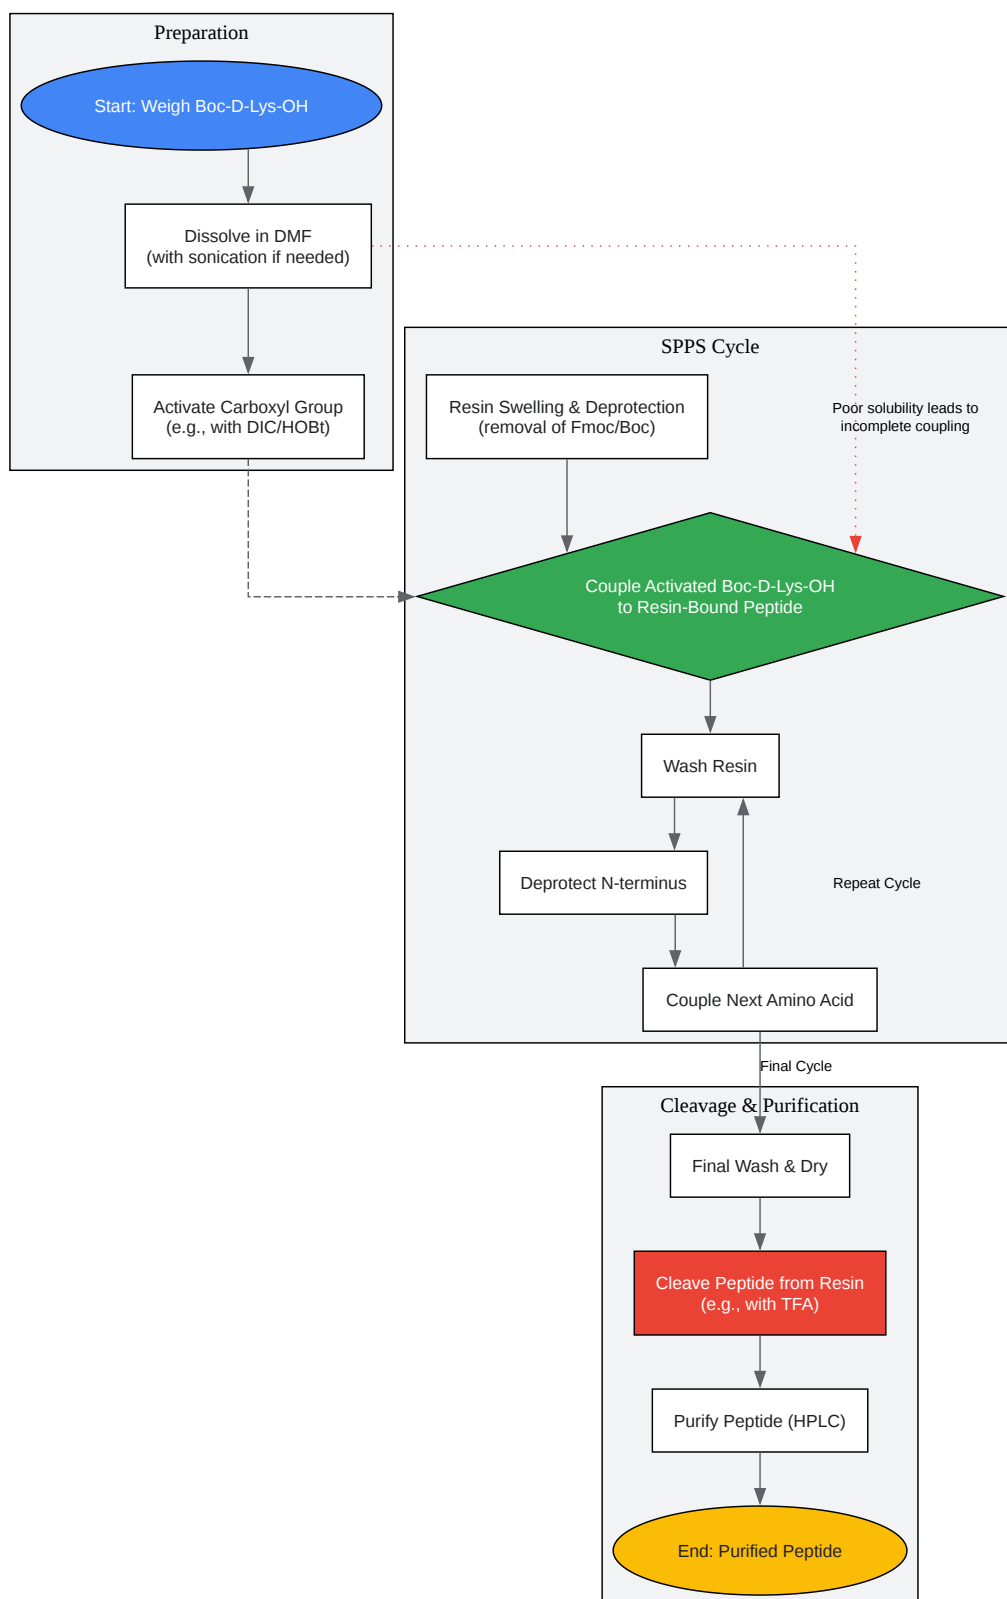 Preparation
Start: Weigh Boc-D-Lys-OH
Dissolve in DMF
(with sonication if needed)
Activate Carboxyl Group
(e.g., with DIC/HOBt)
SPPS Cycle
Resin Swelling & Deprotection
(removal of Fmoc/Boc)
Poor solubility leads to
incomplete coupling
Couple Activated Boc-D-Lys-OH
to Resin-Bound Peptide
Wash Resin
Deprotect N-terminus
Repeat Cycle
Couple Next Amino Acid
Final Cycle
Cleavage & Purification
Final Wash & Dry
Cleave Peptide from Resin
(e.g., with TFA)
Purify Peptide (HPLC)
End: Purified Peptide